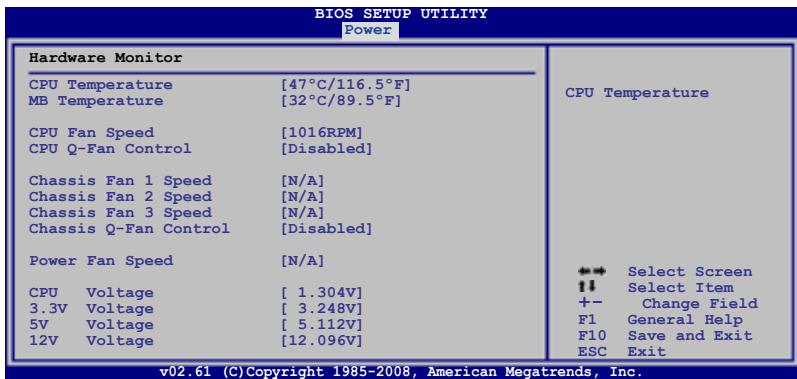 BIOS SETUP UTILITY
Power
Hardware Monitor
CPU Temperature [47°C/116.5°F]
MB Temperature [32°C/89.5°F]
CPU Fan Speed [1016RPM]
CPU Q-Fan Control [Disabled]
Chassis Fan 1 Speed [N/A]
Chassis Fan 2 Speed [N/A]
Chassis Fan 3 Speed [N/A]
Chassis Q-Fan Control [Disabled]
Power Fan Speed [N/A]
CPU Voltage [ 1.304V]
3.3V Voltage [ 3.248V]
5V Voltage [ 5.112V]
12V Voltage [12.096V]
CPU Temperature
←→ Select Screen
↑↓ Select Item
+- Change Field
F1 General Help
F10 Save and Exit
ESC Exit
v02.61 (C)Copyright 1985-2008, American Megatrends, Inc.